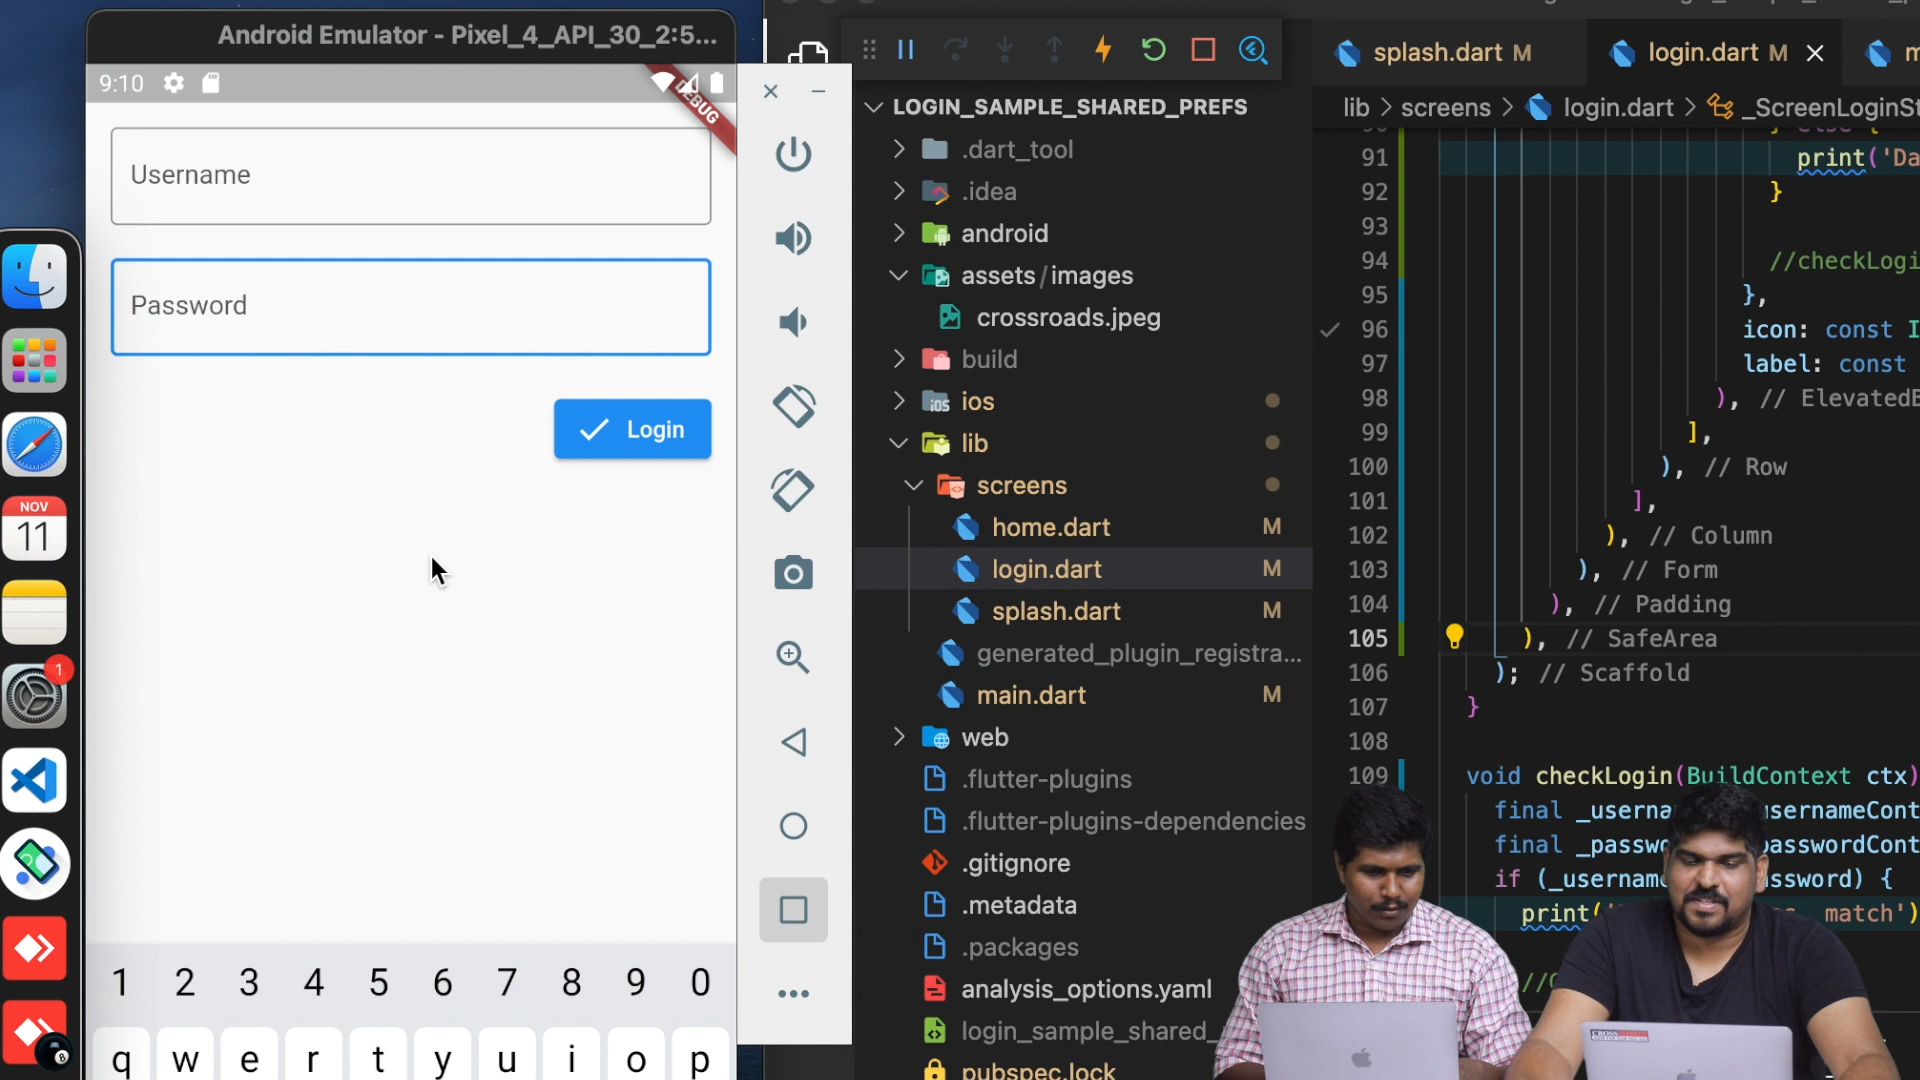 Android Emulator - Pixel_4_API_30_2:5...
9:10
DEBUG
Username
Password
Login
NOV
11
1
1 2 3 4 5 6 7 8 9 0
q w e r t y u i o p
LOGIN_SAMPLE_SHARED_PREFS
.dart_tool
.idea
android
assets / images
crossroads.jpeg
build
ios
lib
screens
home.dart M
login.dart M
splash.dart M
generated_plugin_registra...
main.dart M
web
.flutter-plugins
.flutter-plugins-dependencies
.gitignore
.metadata
.packages
analysis_options.yaml
login_sample_shared_
pubspec.lock
splash.dart M
login.dart M
lib > screens > login.dart > _ScreenLoginSt
91 print('Da
92 }
93
94 //checkLogi
95 },
96 icon: const I
97 label: const
98 ), // ElevatedB
99 ],
100 ), // Row
101 ],
102 ), // Column
103 ), // Form
104 ), // Padding
105 ), // SafeArea
106 ); // Scaffold
107 }
108
109 void checkLogin(BuildContext ctx)
final _userna usernameCont
final _passwo passwordCont
if (_usernam ssword) {
print( match')